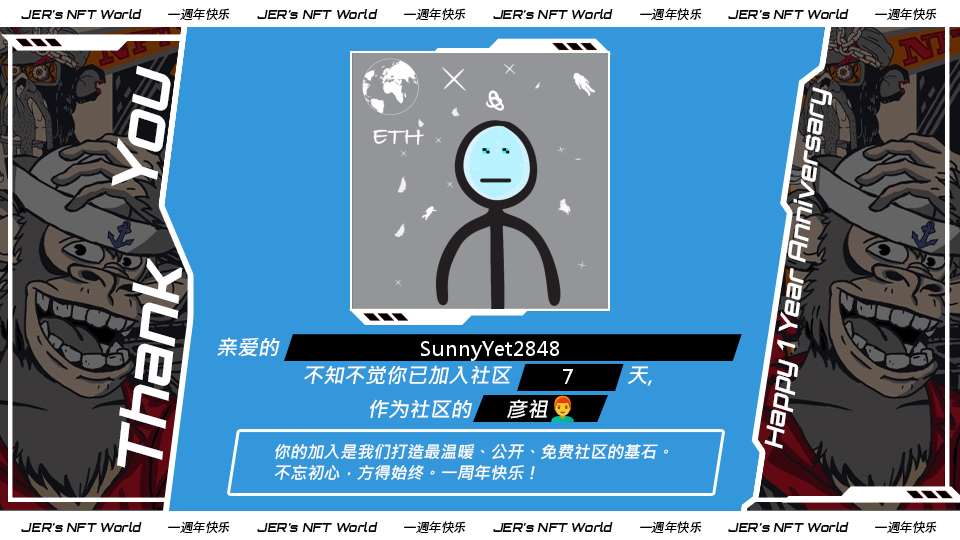 JER's NFT World 一週年快乐 JER's NFT World 一週年快乐 JER's NFT World 一週年快乐 JER's NFT World 一週年快乐
Thank You
ETH
Happy 1 Year Anniversary
亲爱的 SunnyYet2848
不知不觉你已加入社区 7 天,
作为社区的 彦祖👨‍🦰
你的加入是我们打造最温暖、公开、免费社区的基石。
不忘初心，方得始终。一周年快乐！
JER's NFT World 一週年快乐 JER's NFT World 一週年快乐 JER's NFT World 一週年快乐 JER's NFT World 一週年快乐